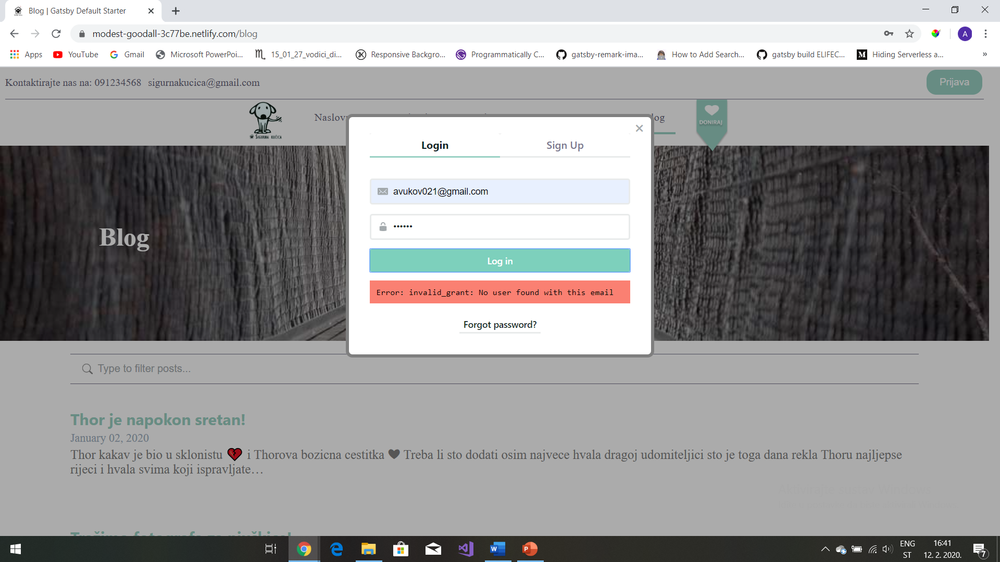 Blog | Gatsby Default Starter
modest-goodall-3c77be.netlify.com/blog
A
Apps YouTube Gmail Microsoft PowerPoi... 15_01_27_vodici_di... Responsive Backgro... Programmatically C... gatsby-remark-ima... How to Add Search... gatsby build ELIFEC... Hiding Serverless a... »
Kontaktirajte nas na: 091234568 sigurnakucica@gmail.com
Prijava
SIGURNA KUĆICA
DONIRAJ
Login Sign Up
avukov021@gmail.com
••••••
Log in
Error: invalid_grant: No user found with this email
Forgot password?
Blog
Type to filter posts...
Thor je napokon sretan!
January 02, 2020
Thor kakav je bio u sklonistu 💔 i Thorova bozicna cestitka 🖤 Treba li sto dodati osim najvece hvala dragoj udomiteljici sto je toga dana rekla Thoru najljepse
rijeci i hvala svima koji ispravljate…
ENG
ST
16:41
12. 2. 2020.
7